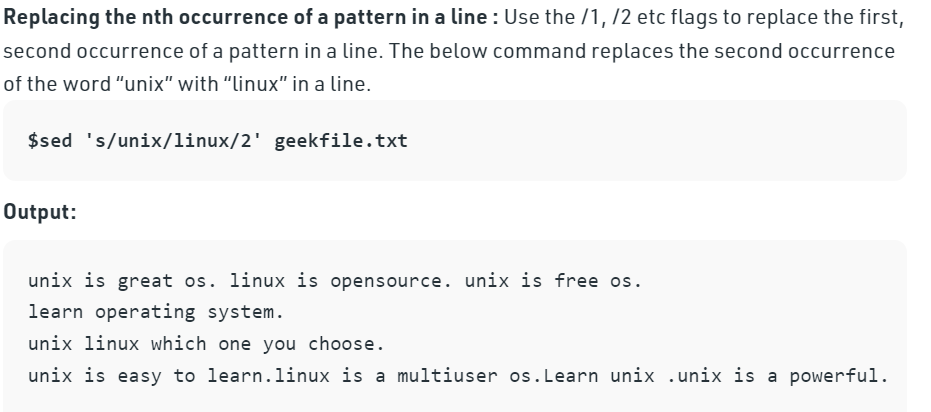 Replacing the nth occurrence of a pattern in a line : Use the /1, /2 etc flags to replace the first,
second occurrence of a pattern in a line. The below command replaces the second occurrence
of the word “unix” with “linux” in a line.
$sed 's/unix/linux/2' geekfile.txt
Output:
unix is great os. linux is opensource. unix is free os.
learn operating system.
unix linux which one you choose.
unix is easy to learn.linux is a multiuser os.Learn unix .unix is a powerful.